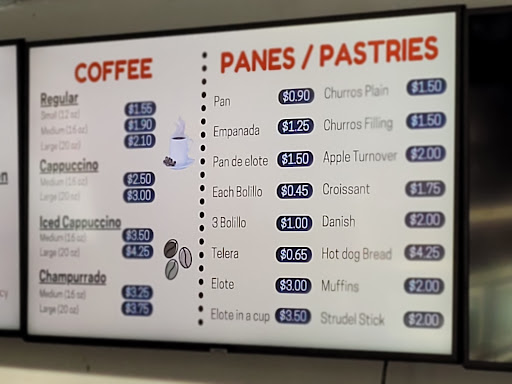 COFFEE
Regular
Small (12 oz) $1.55
Medium (16 oz) $1.90
Large (20 oz) $2.10
Cappuccino
Medium (16 oz) $2.50
Large (20 oz) $3.00
Iced Cappuccino
Medium (16 oz) $3.50
Large (20 oz) $4.25
Champurrado
Medium (16 oz) $3.25
Large (20 oz) $3.75
PANES / PASTRIES
Pan $0.90
Empanada $1.25
Pan de elote $1.50
Each Bolillo $0.45
3 Bolillo $1.00
Telera $0.65
Elote $3.00
Elote in a cup $3.50
Churros Plain $1.50
Churros Filling $1.50
Apple Turnover $2.00
Croissant $1.75
Danish $2.00
Hot dog Bread $4.25
Muffins $2.00
Strudel Stick $2.00